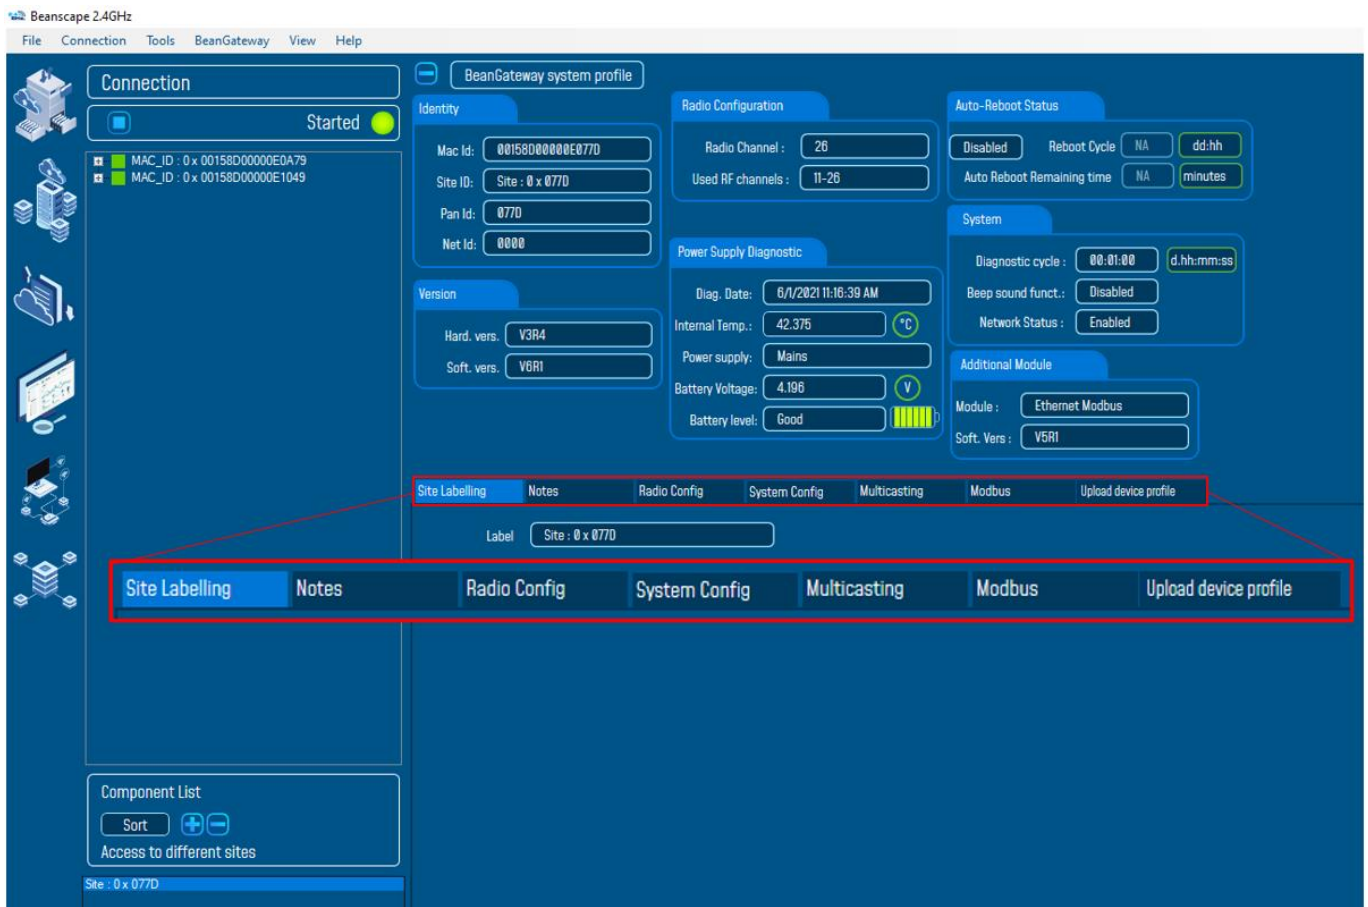 Beanscape 2.4GHz
File Connection Tools BeanGateway View Help
Connection
Started
MAC_ID : 0 x 00158D00000E0A79
MAC_ID : 0 x 00158D00000E1049
Component List
Sort
Access to different sites
Site : 0 x 077D
BeanGateway system profile
Identity
Mac Id: 00158D00000E077D
Site ID: Site : 0 x 077D
Pan Id: 077D
Net Id: 0000
Version
Hard. vers. V3R4
Soft. vers. V6R1
Radio Configuration
Radio Channel : 26
Used RF channels : 11-26
Power Supply Diagnostic
Diag. Date: 6/1/2021 11:16:39 AM
Internal Temp.: 42.375 °C
Power supply: Mains
Battery Voltage: 4.196 V
Battery level: Good
Auto-Reboot Status
Disabled Reboot Cycle NA dd:hh
Auto Reboot Remaining time NA minutes
System
Diagnostic cycle : 00:01:00 d.hh:mm:ss
Beep sound funct.: Disabled
Network Status : Enabled
Additional Module
Module : Ethernet Modbus
Soft. Vers : V5R1
Site Labelling Notes Radio Config System Config Multicasting Modbus Upload device profile
Label Site : 0 x 077D
Site Labelling Notes Radio Config System Config Multicasting Modbus Upload device profile